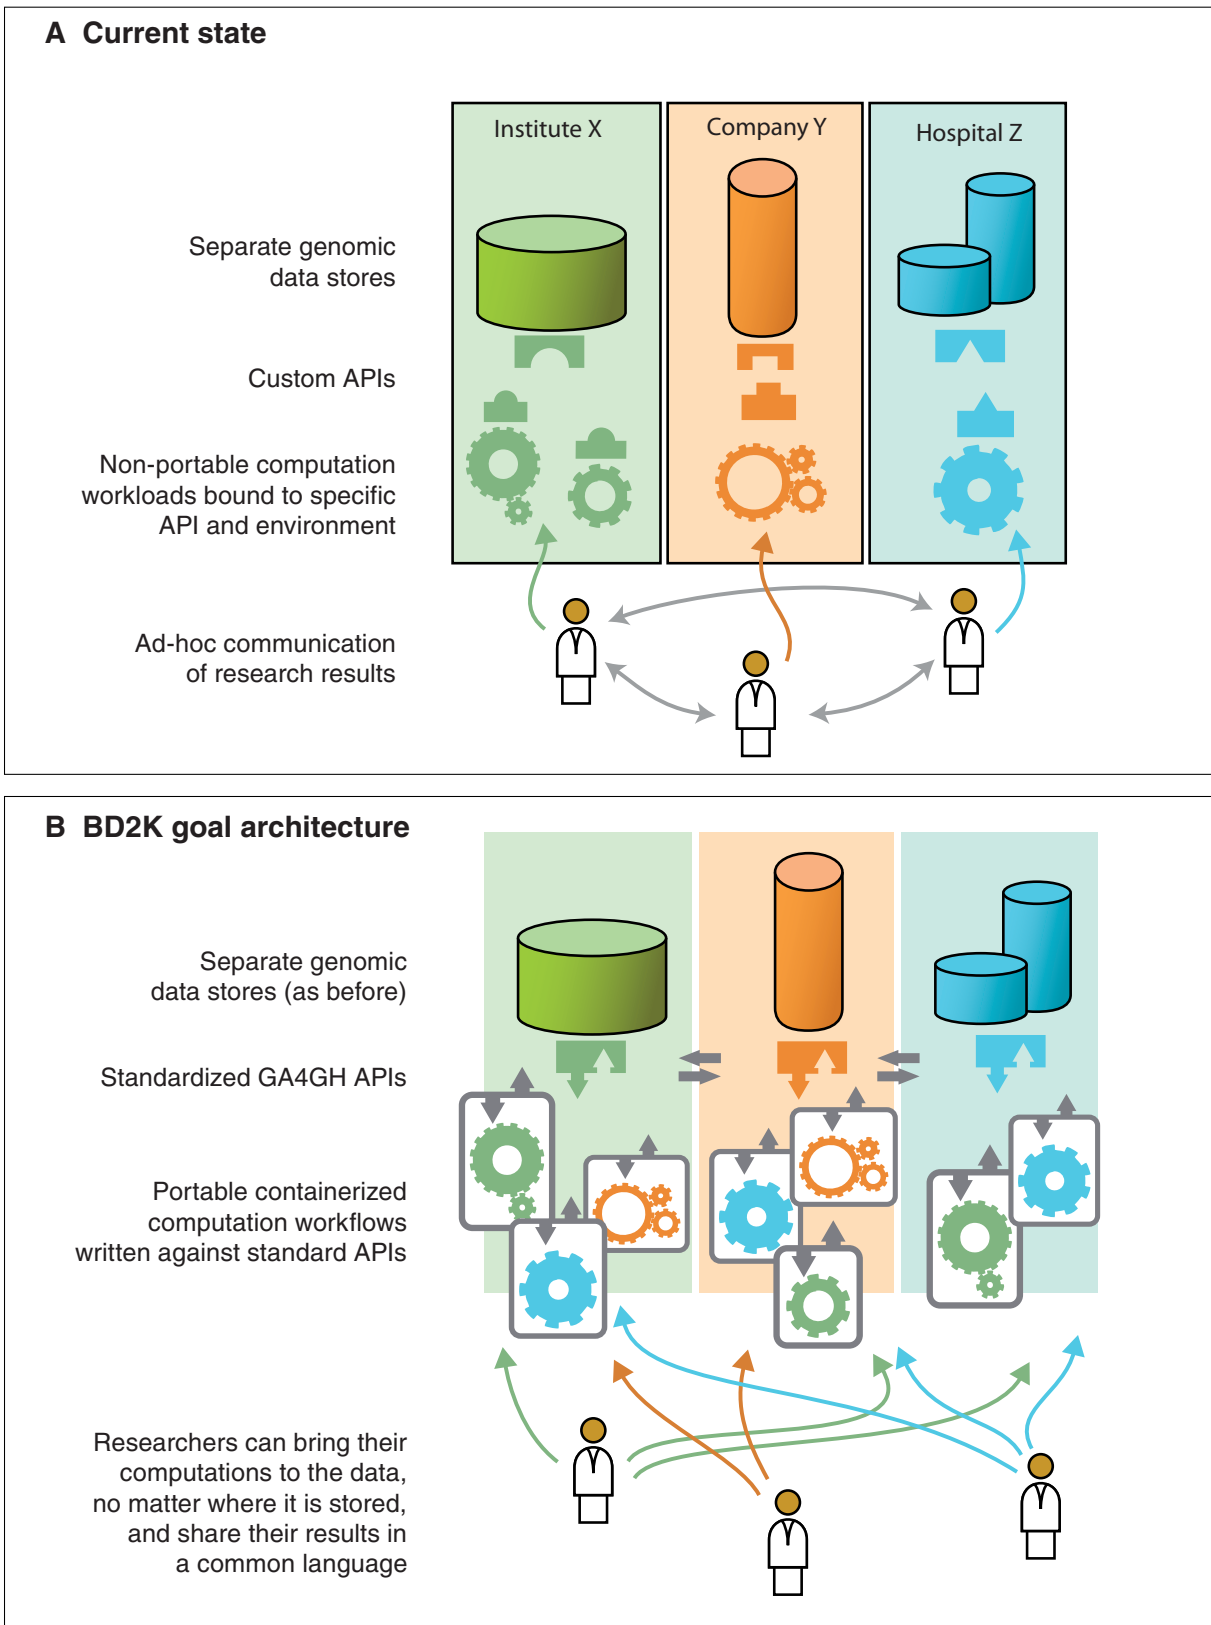 A Current state
Institute X
Company Y
Hospital Z
Separate genomic
data stores
Custom APIs
Non-portable computation
workloads bound to specific
API and environment
Ad-hoc communication
of research results
B BD2K goal architecture
Separate genomic
data stores (as before)
Standardized GA4GH APIs
Portable containerized
computation workflows
written against standard APIs
Researchers can bring their
computations to the data,
no matter where it is stored,
and share their results in
a common language